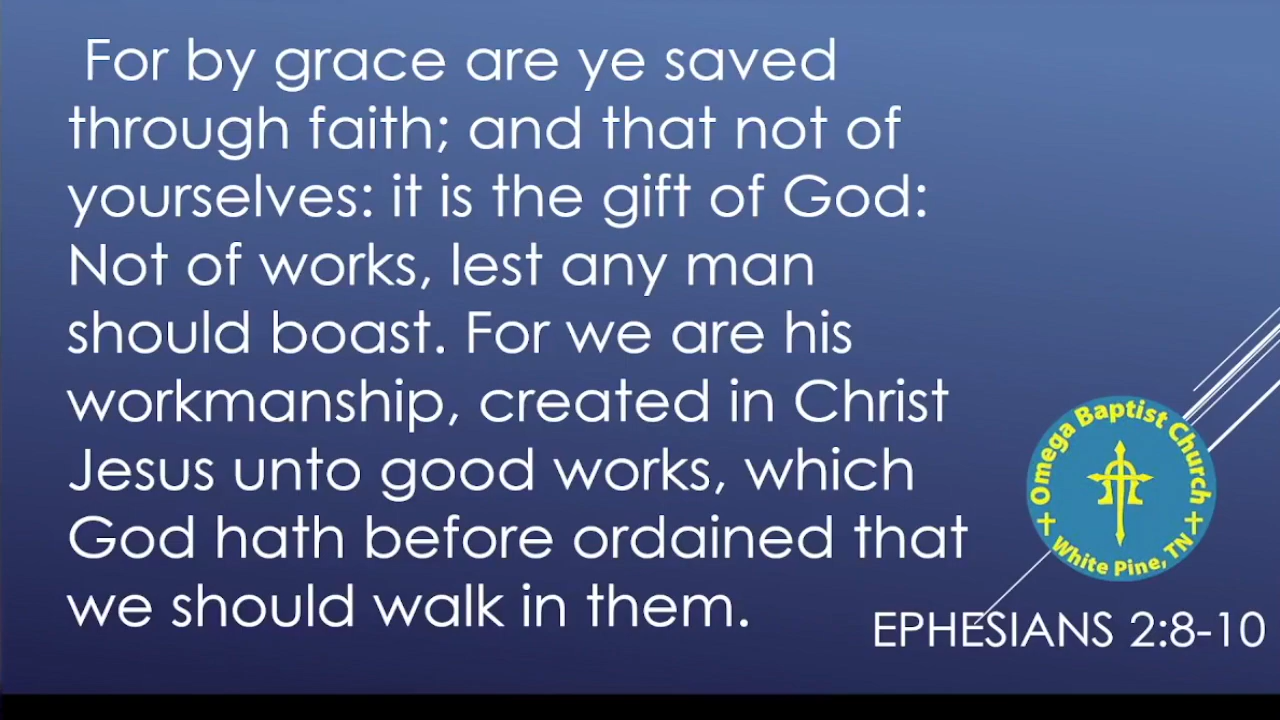 For by grace are ye saved
through faith; and that not of
yourselves: it is the gift of God:
Not of works, lest any man
should boast. For we are his
workmanship, created in Christ
Jesus unto good works, which
God hath before ordained that
we should walk in them.
Omega Baptist Church
White Pine, TN
EPHESIANS 2:8-10